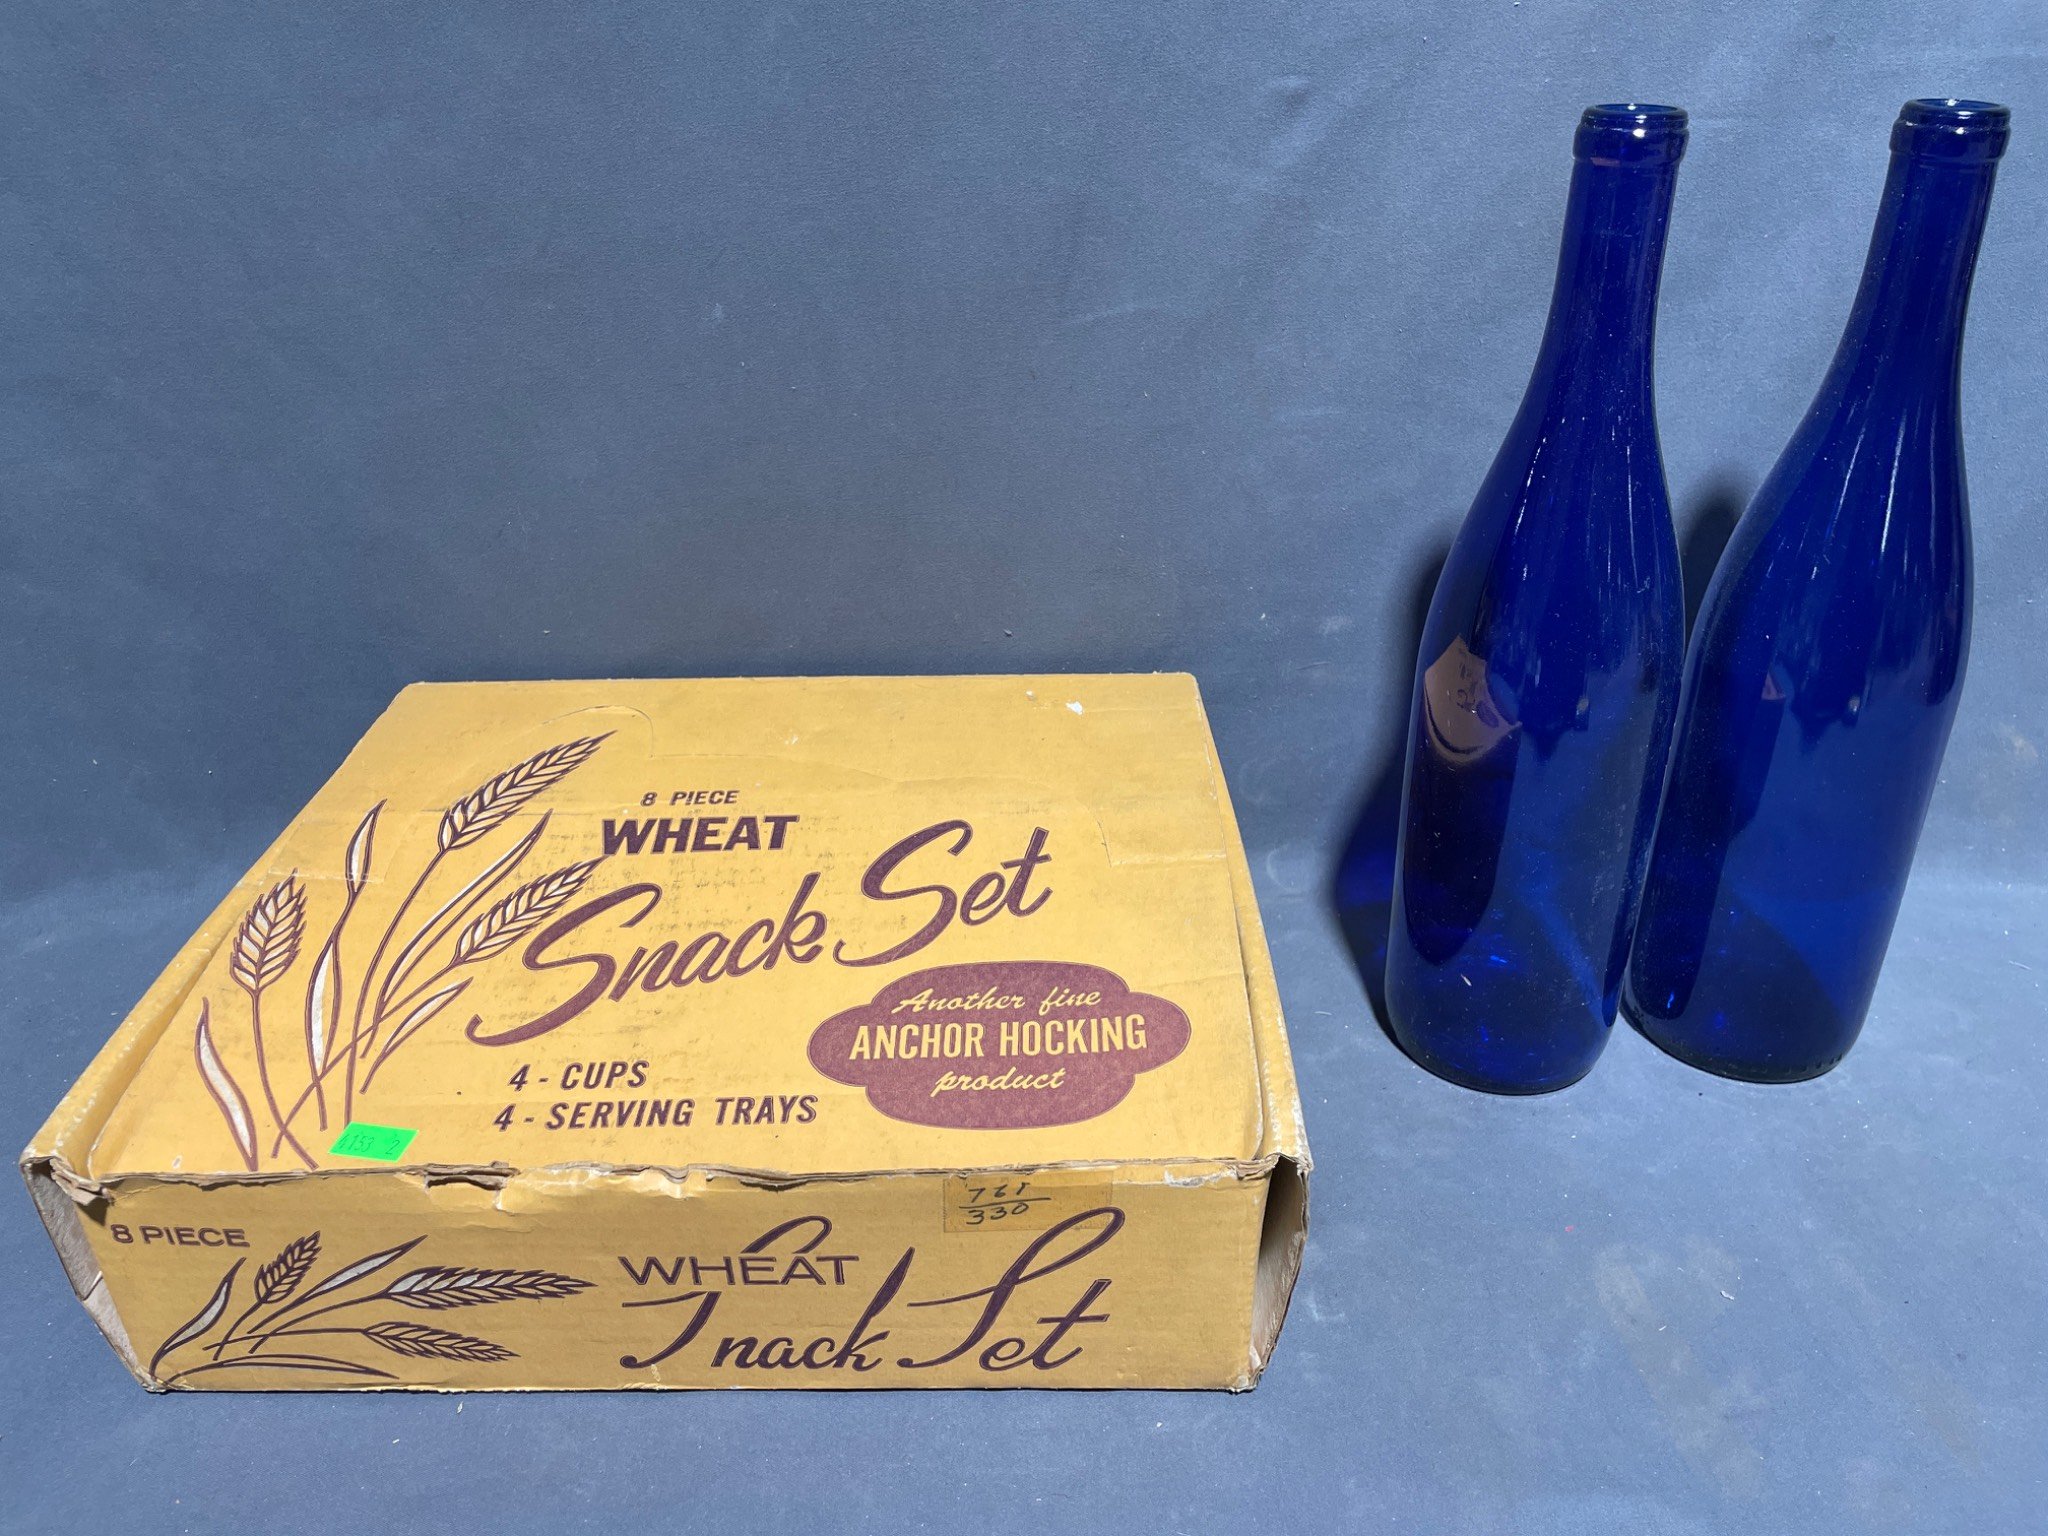 8 PIECE
WHEAT
Snack Set
Another fine
ANCHOR HOCKING
product
4 - CUPS
4 - SERVING TRAYS
8 PIECE
WHEAT
Snack Set
330